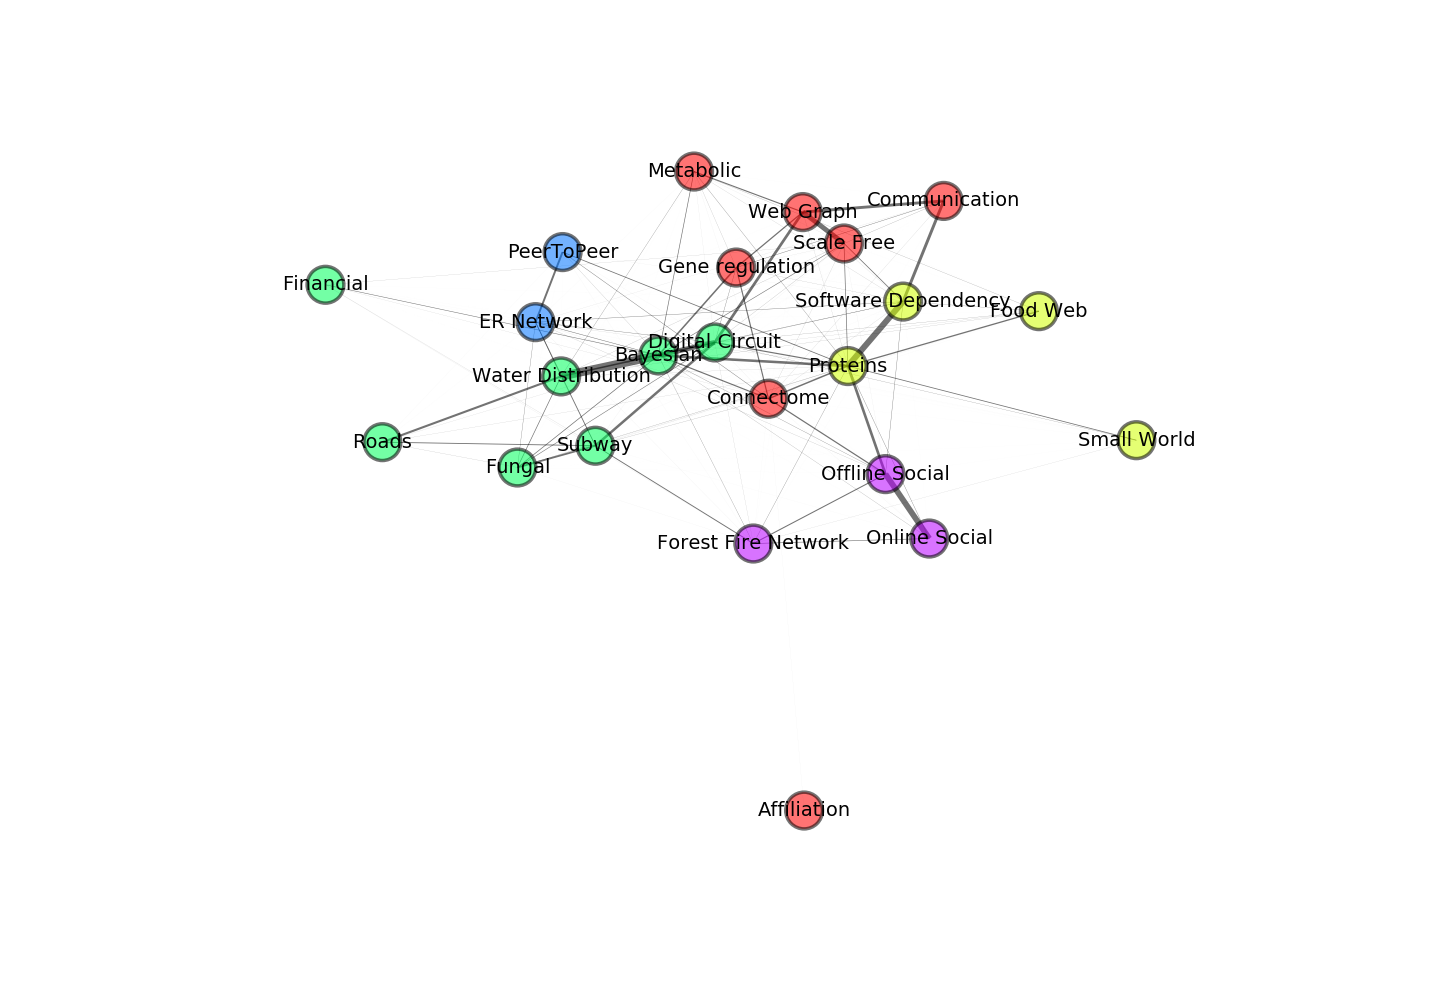 Metabolic
Communication
Web Graph
Scale Free
PeerToPeer
Gene regulation
Financial
Software Dependency
Food Web
ER Network
Digital Circuit
Bayesian
Proteins
Water Distribution
Connectome
Roads
Subway
Small World
Fungal
Offline Social
Forest Fire Network
Online Social
Affiliation